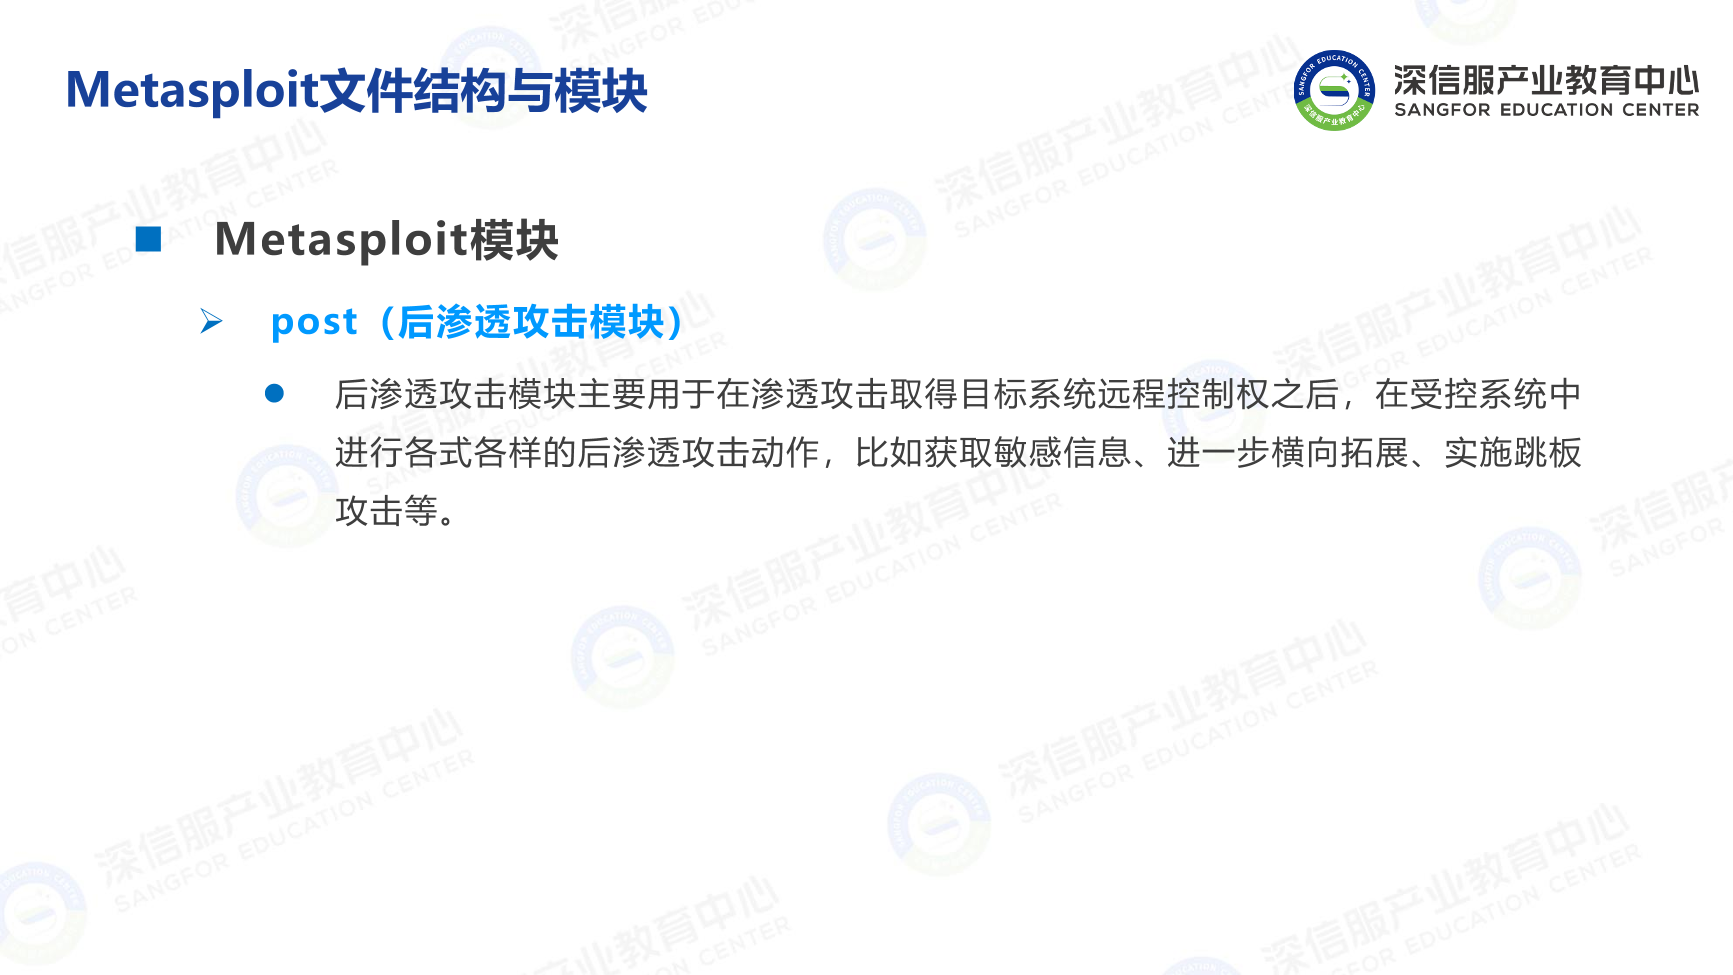 Metasploit文件结构与模块
深信服产业教育中心
SANGFOR EDUCATION CENTER
Metasploit模块
post（后渗透攻击模块）
后渗透攻击模块主要用于在渗透攻击取得目标系统远程控制权之后，在受控系统中
进行各式各样的后渗透攻击动作，比如获取敏感信息、进一步横向拓展、实施跳板
攻击等。